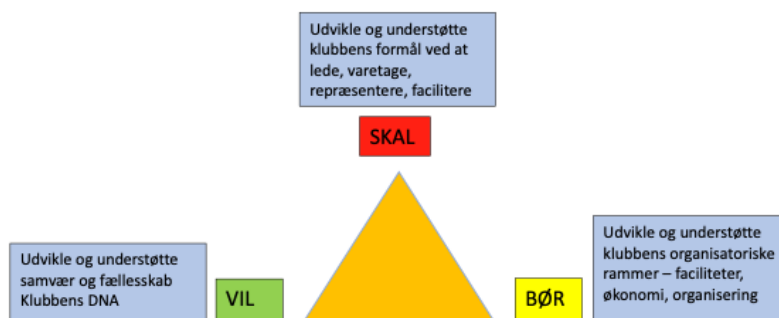 Udvikle og understøtte
klubbens formål ved at
lede, varetage,
repræsentere, facilitere
SKAL
Udvikle og understøtte
samvær og fællesskab
Klubbens DNA
VIL
BØR
Udvikle og understøtte
klubbens organisatoriske
rammer – faciliteter,
økonomi, organisering